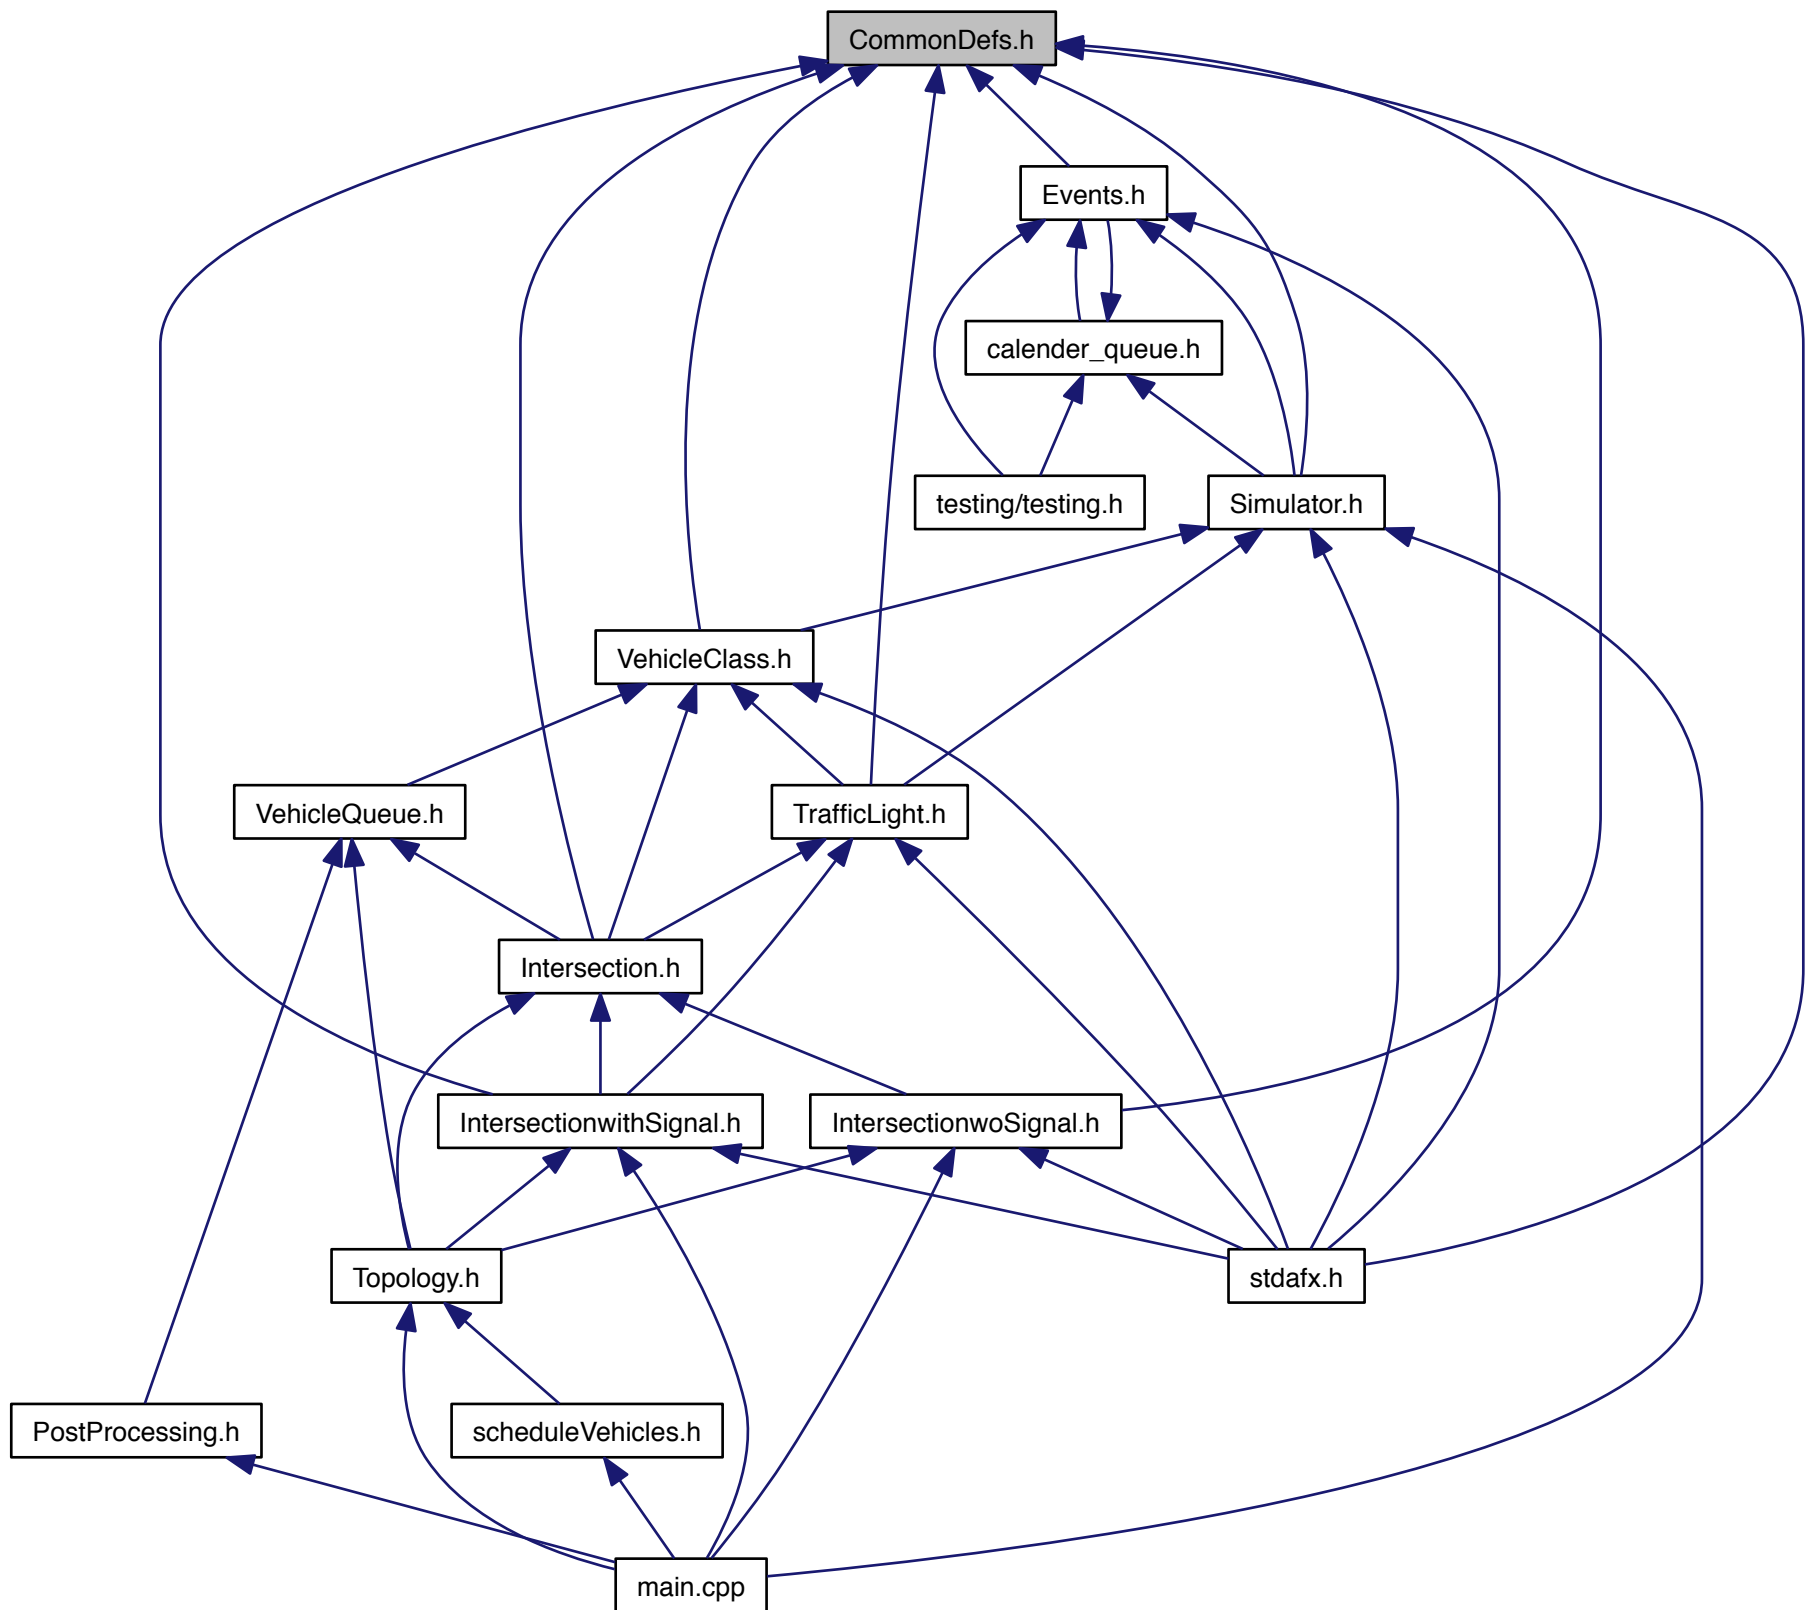 CommonDefs.h
Events.h
calender_queue.h
testing/testing.h
Simulator.h
VehicleClass.h
VehicleQueue.h
TrafficLight.h
Intersection.h
IntersectionwithSignal.h
IntersectionwoSignal.h
Topology.h
stdafx.h
PostProcessing.h
scheduleVehicles.h
main.cpp